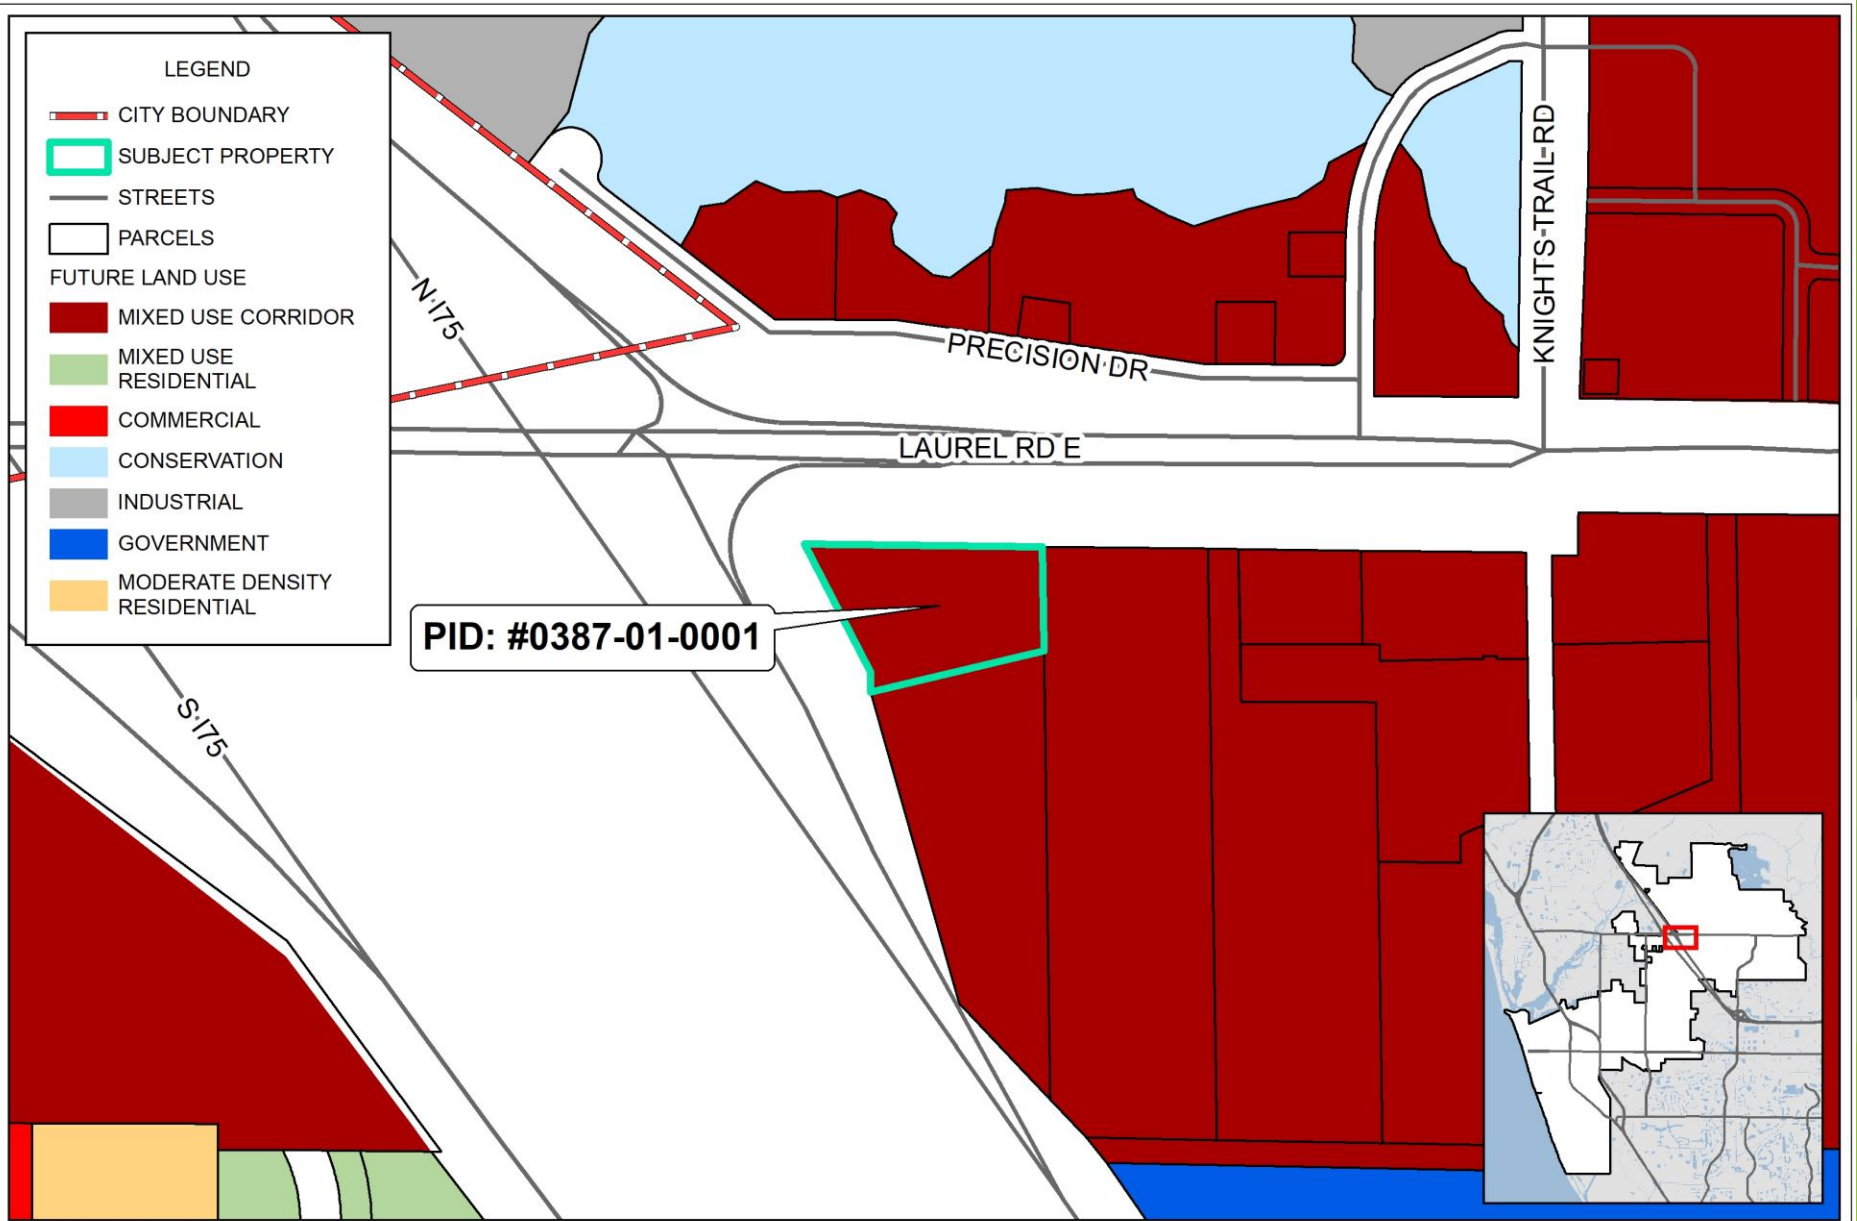 LEGEND
CITY BOUNDARY
SUBJECT PROPERTY
STREETS
PARCELS
FUTURE LAND USE
MIXED USE CORRIDOR
MIXED USE
RESIDENTIAL
COMMERCIAL
CONSERVATION
INDUSTRIAL
GOVERNMENT
MODERATE DENSITY
RESIDENTIAL
N I75
S I75
PRECISION DR
KNIGHTS TRAIL RD
LAUREL RD E
PID: #0387-01-0001